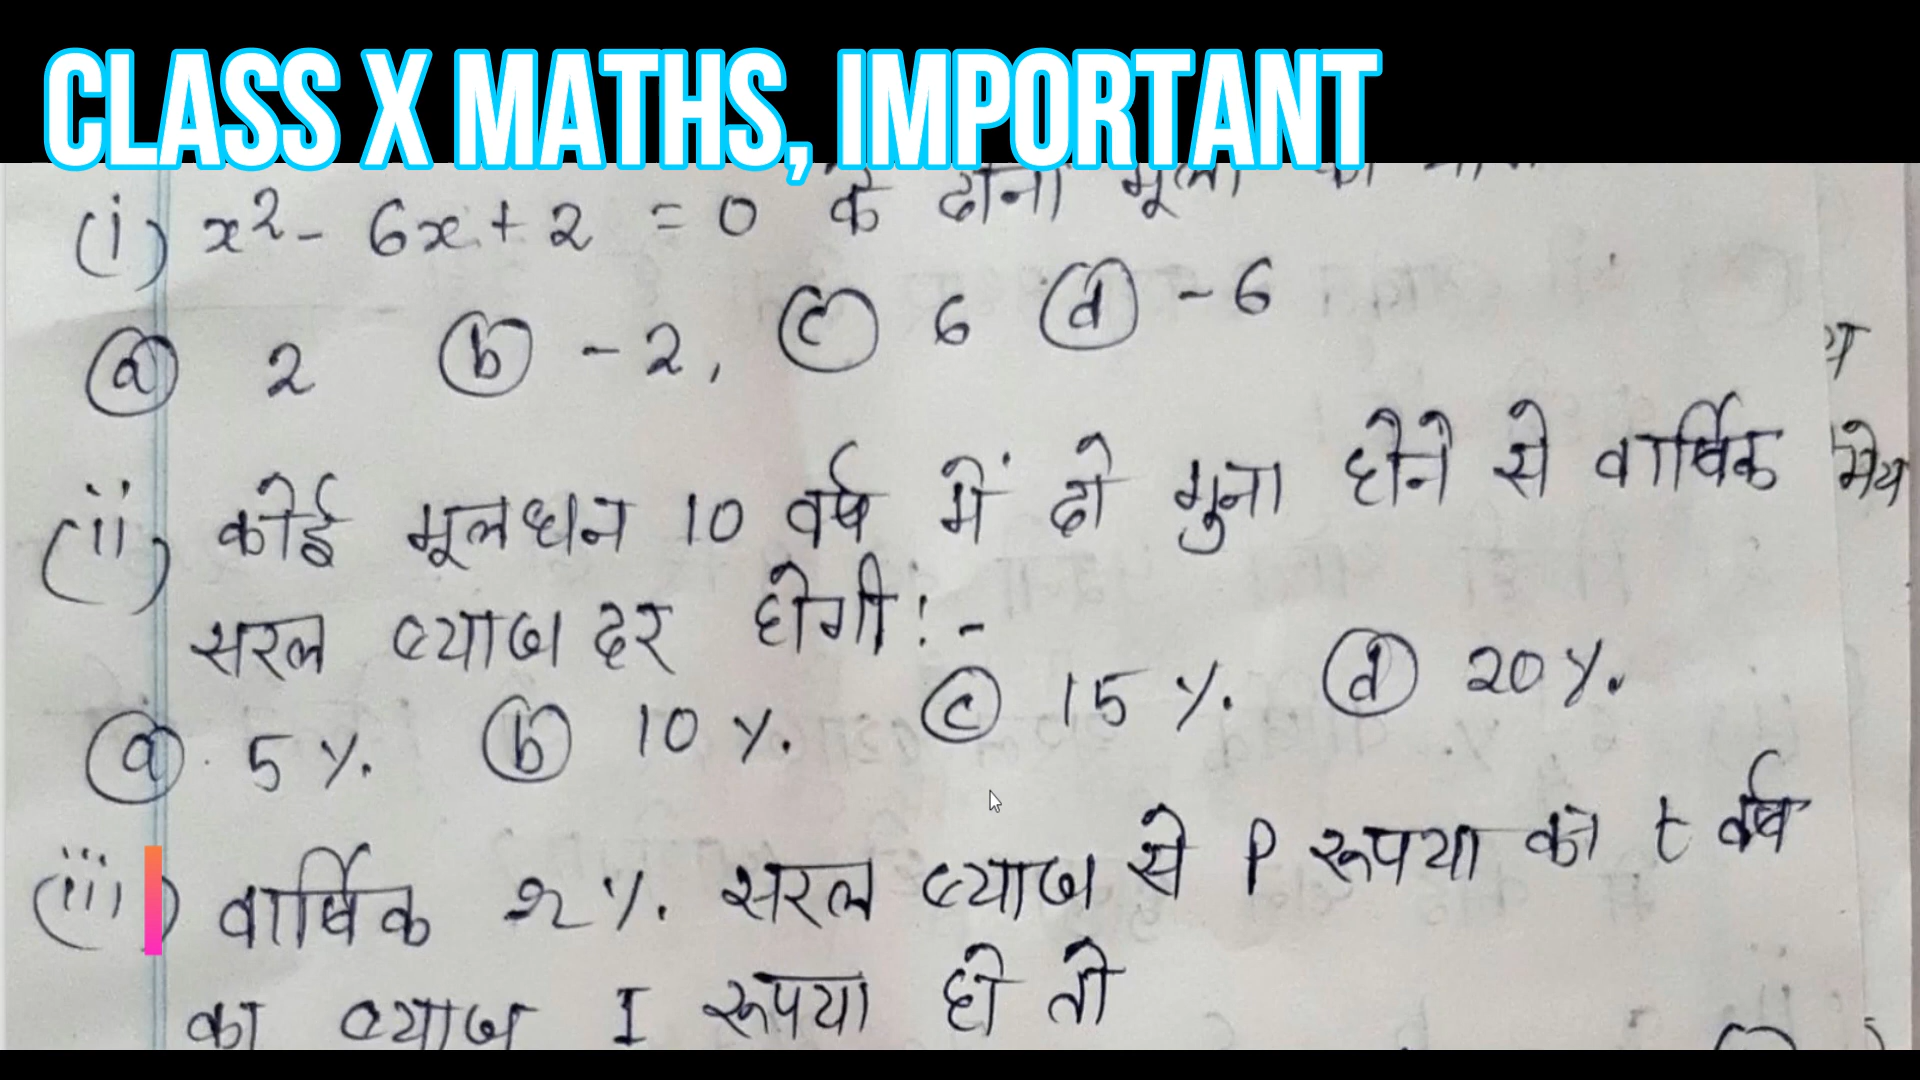 CLASS X MATHS, IMPORTANT
(i) x² - 6x + 2 = 0 के दोनों मूलों का
(a) 2 (b) - 2, (c) 6 (d) - 6
(ii) कोई मूलधन 10 वर्ष में दो गुना होने से वार्षिक
सरल ब्याज दर होगी :-
(a) 5 %. (b) 10 %. (c) 15 %. (d) 20 %.
(iii) वार्षिक r %. सरल ब्याज से P रूपया का t वर्ष
का ब्याज I रूपया हो तो